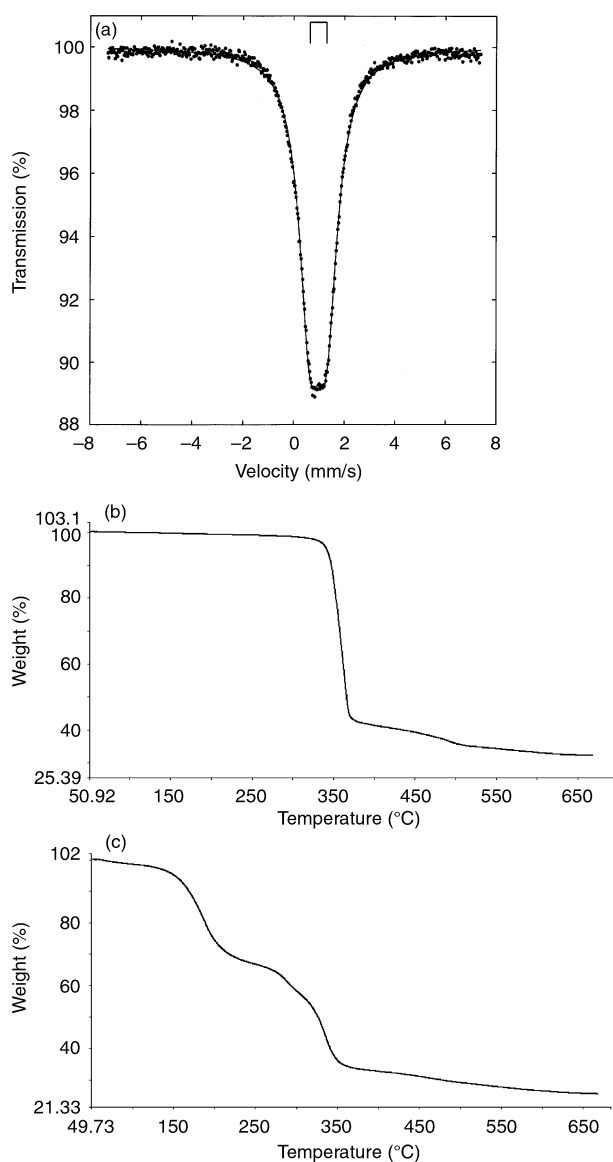 (a)
100
98
96
94
92
90
88
Transmission (%)
−8 −6 −4 −2 0 2 4 6 8
Velocity (mm/s)
(b)
103.1
100
80
60
40
25.39
Weight (%)
50.92 150 250 350 450 550 650
Temperature (°C)
(c)
102
80
60
40
21.33
Weight (%)
49.73 150 250 350 450 550 650
Temperature (°C)